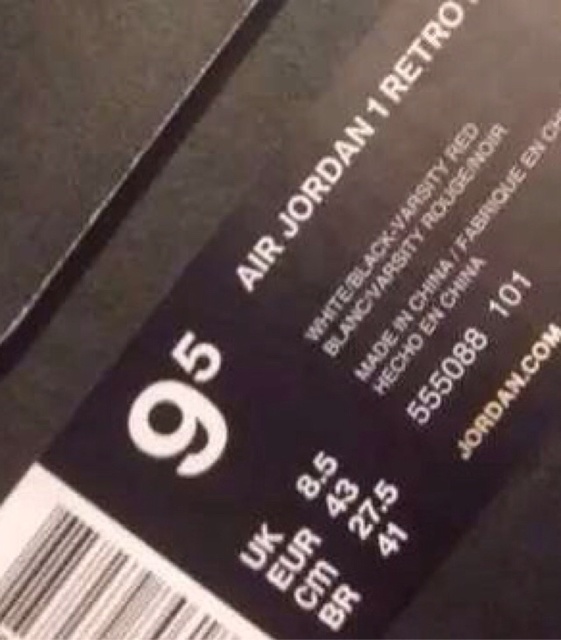 AIR JORDAN 1 RETRO
WHITE/BLACK-VARSITY RED
BLANC/VARSITY ROUGE/NOIR
MADE IN CHINA / FABRIQUE EN
HECHO EN CHINA
555088 101
JORDAN.COM
9.5
UK 8.5
EUR 43
cm 27.5
BR 41